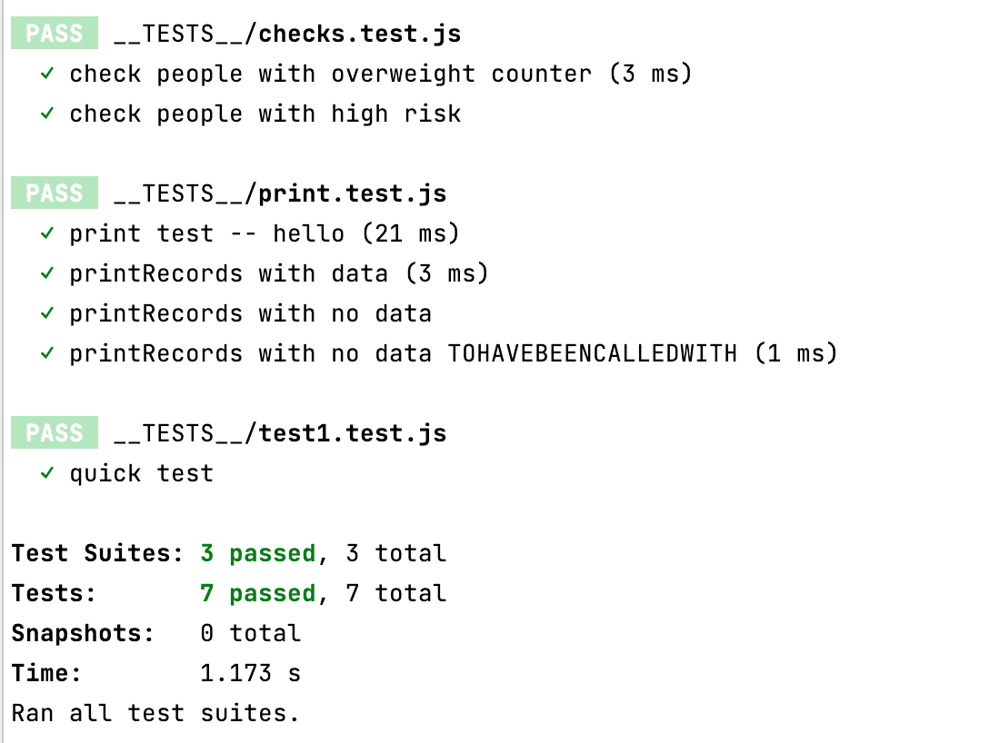 PASS __TESTS__/checks.test.js
✓ check people with overweight counter (3 ms)
✓ check people with high risk
PASS __TESTS__/print.test.js
✓ print test -- hello (21 ms)
✓ printRecords with data (3 ms)
✓ printRecords with no data
✓ printRecords with no data TOHAVEBEENCALLEDWITH (1 ms)
PASS __TESTS__/test1.test.js
✓ quick test
Test Suites: 3 passed, 3 total
Tests: 7 passed, 7 total
Snapshots: 0 total
Time: 1.173 s
Ran all test suites.